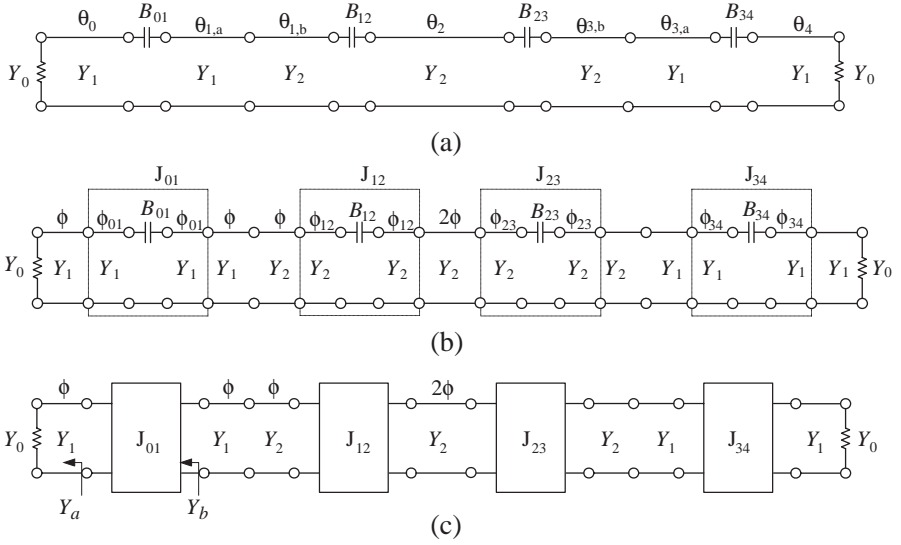 θ₀ B₀₁ θ₁,ₐ θ₁,b B₁₂ θ₂ B₂₃ θ₃,b θ₃,ₐ B₃₄ θ₄
Y₀ Y₁ Y₁ Y₂ Y₂ Y₂ Y₁ Y₁ Y₀
(a)
J₀₁ J₁₂ J₂₃ J₃₄
ϕ ϕ₀₁ B₀₁ ϕ₀₁ ϕ ϕ ϕ₁₂ B₁₂ ϕ₁₂ 2ϕ ϕ₂₃ B₂₃ ϕ₂₃ ϕ₃₄ B₃₄ ϕ₃₄
Y₀ Y₁ Y₁ Y₁ Y₁ Y₂ Y₂ Y₂ Y₂ Y₂ Y₂ Y₂ Y₁ Y₁ Y₁ Y₁ Y₀
(b)
ϕ ϕ ϕ 2ϕ
Y₀ Y₁ J₀₁ Y₁ Y₂ J₁₂ Y₂ J₂₃ Y₂ Y₁ J₃₄ Y₁ Y₀
Yₐ Y_b
(c)